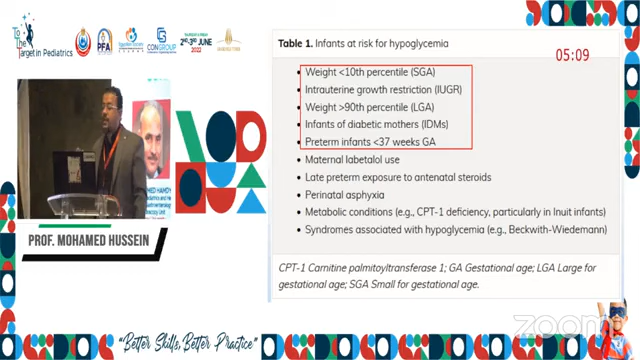 To The
Target in Pediatrics
PFA
CONGROUP
2nd-3rd JUNE
2022
05:09
Table 1. Infants at risk for hypoglycemia
• Weight <10th percentile (SGA)
• Intrauterine growth restriction (IUGR)
• Weight >90th percentile (LGA)
• Infants of diabetic mothers (IDMs)
• Preterm infants <37 weeks GA
• Maternal labetalol use
• Late preterm exposure to antenatal steroids
• Perinatal asphyxia
• Metabolic conditions (e.g., CPT-1 deficiency, particularly in Inuit infants)
• Syndromes associated with hypoglycemia (e.g., Beckwith-Wiedemann)
CPT-1 Carnitine palmitoyltransferase 1; GA Gestational age; LGA Large for
gestational age; SGA Small for gestational age.
PROF. MOHAMED HUSSEIN
"Better Skills, Better Practice"
zoom